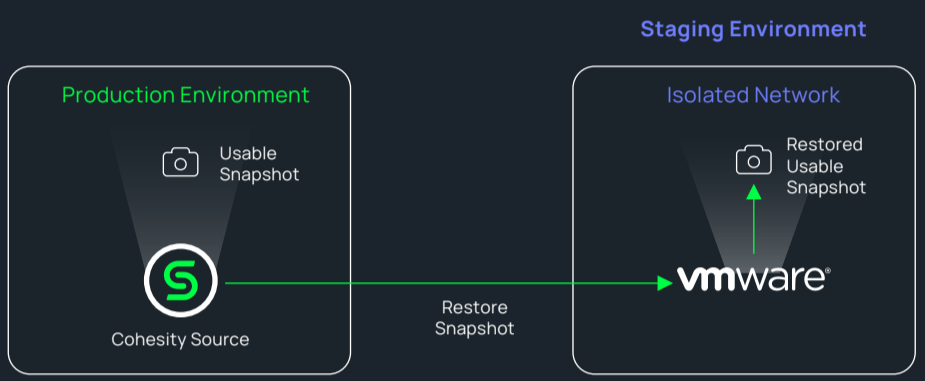 Staging Environment
Production Environment
Isolated Network
Usable
Snapshot
Restored
Usable
Snapshot
vmware®
Restore
Snapshot
Cohesity Source